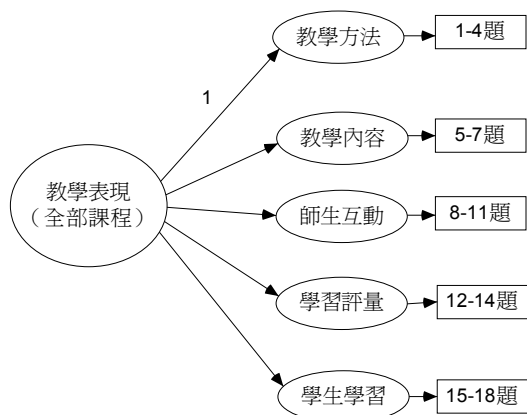 教學方法
1-4題
1
教學內容
5-7題
教學表現
（全部課程）
師生互動
8-11題
學習評量
12-14題
學生學習
15-18題